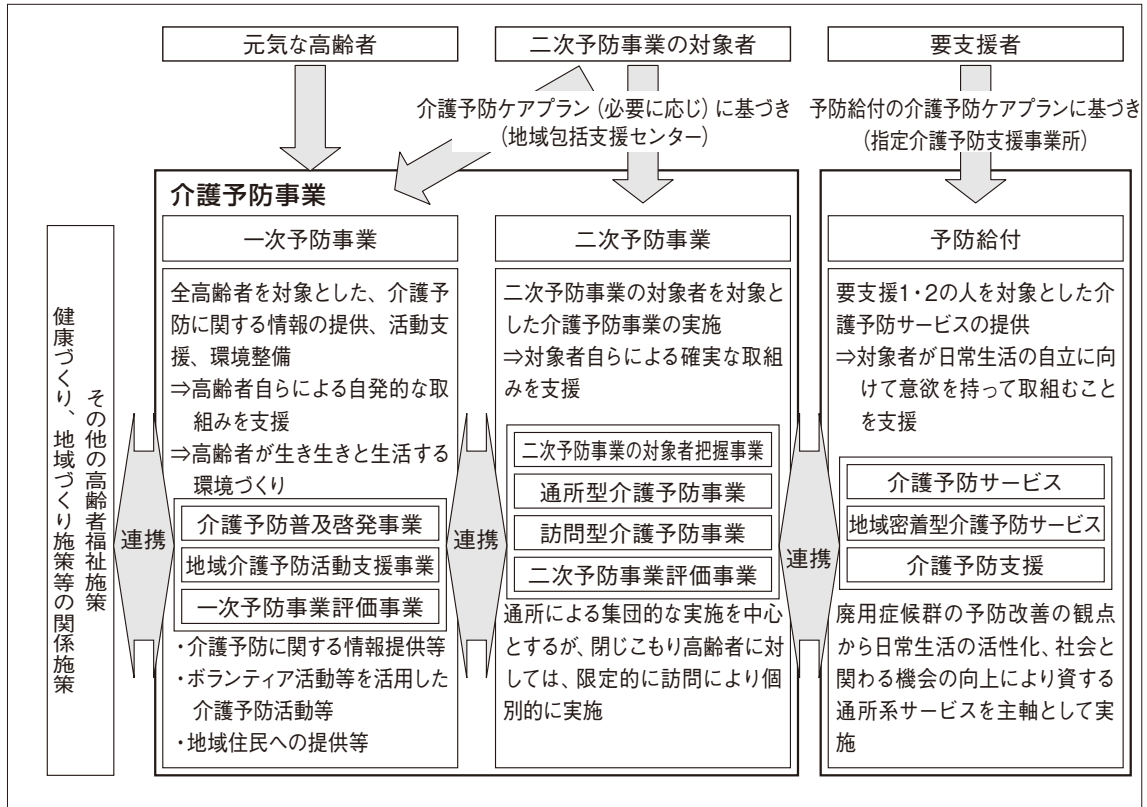 元気な高齢者
二次予防事業の対象者
要支援者
介護予防ケアプラン(必要に応じ)に基づき
(地域包括支援センター)
予防給付の介護予防ケアプランに基づき
(指定介護予防支援事業所)
健康づくり、地域づくり施策等の関係施策
その他の高齢者福祉施策
連携
介護予防事業
一次予防事業
全高齢者を対象とした、介護予
防に関する情報の提供、活動支
援、環境整備
⇒高齢者自らによる自発的な取
組みを支援
⇒高齢者が生き生きと生活する
環境づくり
介護予防普及啓発事業
地域介護予防活動支援事業
一次予防事業評価事業
・介護予防に関する情報提供等
・ボランティア活動等を活用した
介護予防活動等
・地域住民への提供等
連携
二次予防事業
二次予防事業の対象者を対象と
した介護予防事業の実施
⇒対象者自らによる確実な取組
みを支援
二次予防事業の対象者把握事業
通所型介護予防事業
訪問型介護予防事業
二次予防事業評価事業
通所による集団的な実施を中心
とするが、閉じこもり高齢者に対
しては、限定的に訪問により個
別的に実施
連携
予防給付
要支援1・2の人を対象とした介
護予防サービスの提供
⇒対象者が日常生活の自立に向
けて意欲を持って取組むこと
を支援
介護予防サービス
地域密着型介護予防サービス
介護予防支援
廃用症候群の予防改善の観点
から日常生活の活性化、社会と
関わる機会の向上により資する
通所系サービスを主軸として実
施